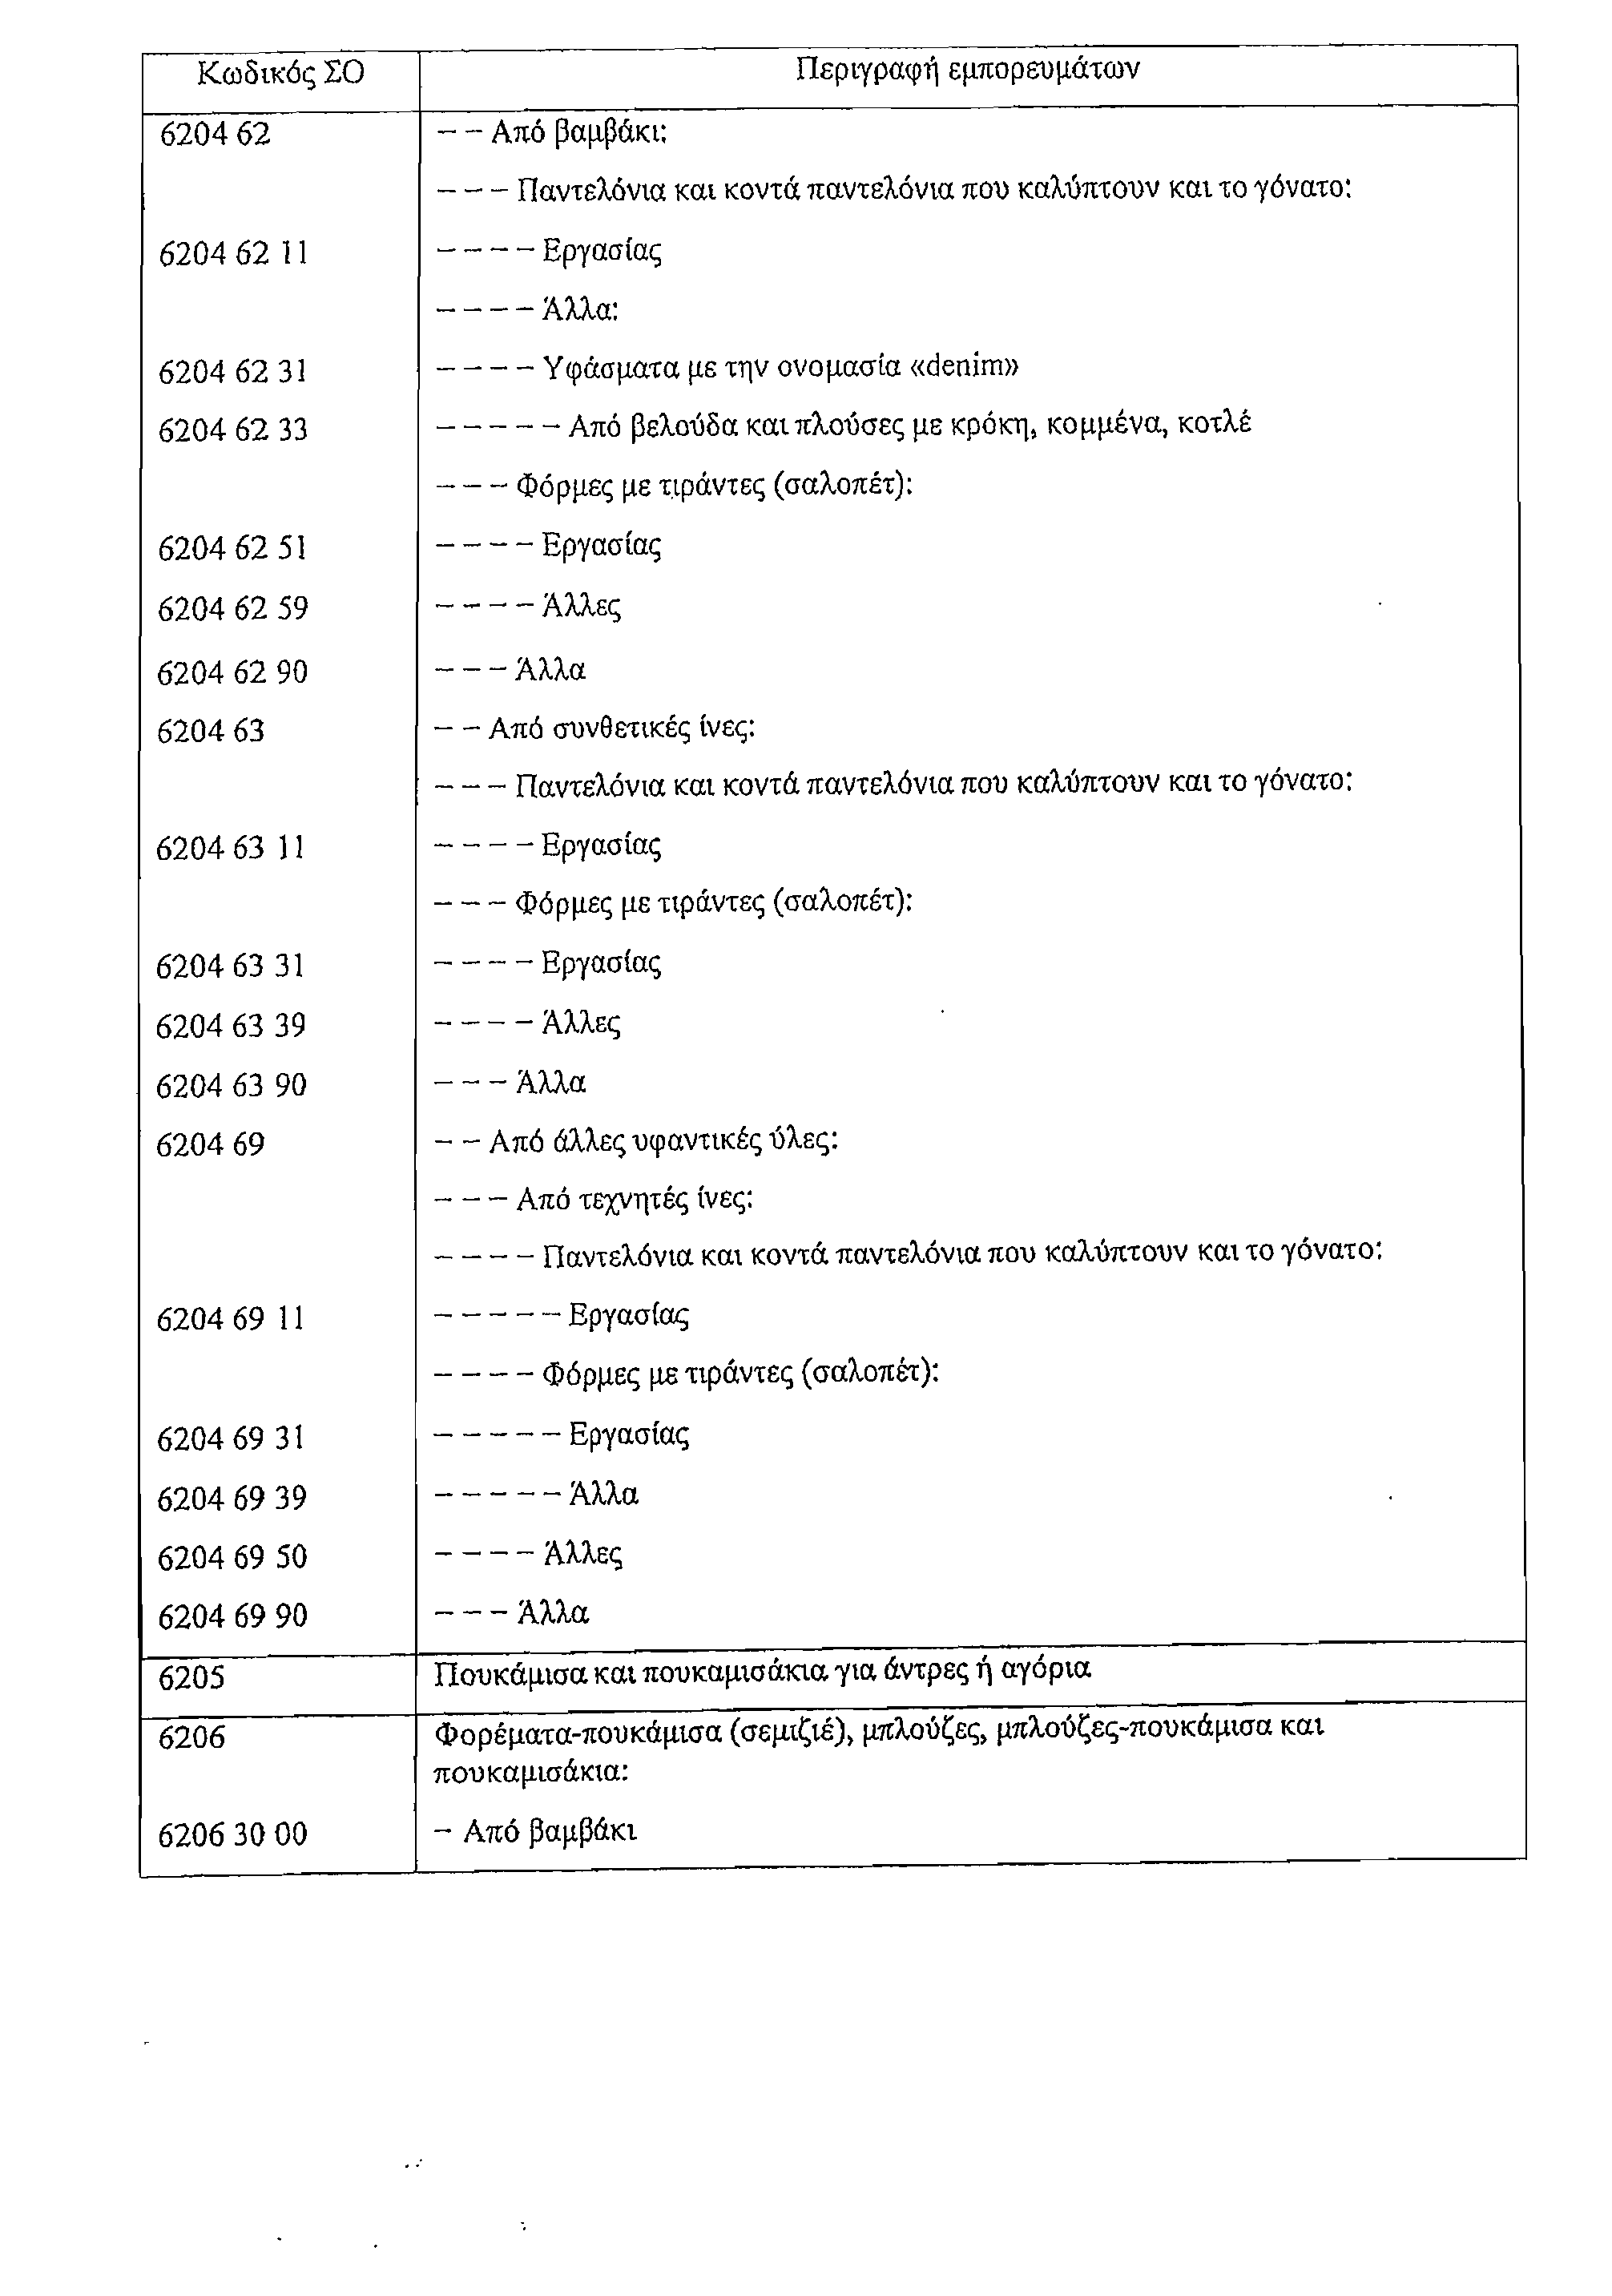 Κωδικός ΣΟ Περιγραφή εμπορευμάτων
6204 62 – – Από βαμβάκι:
– – – Παντελόνια και κοντά παντελόνια που καλύπτουν και το γόνατο:
6204 62 11 – – – – Εργασίας
– – – – Άλλα:
6204 62 31 – – – – Υφάσματα με την ονομασία «denim»
6204 62 33 – – – – – Από βελούδα και πλούσες με κρόκη, κομμένα, κοτλέ
– – – Φόρμες με τιράντες (σαλοπέτ):
6204 62 51 – – – – Εργασίας
6204 62 59 – – – – Άλλες
6204 62 90 – – – Άλλα
6204 63 – – Από συνθετικές ίνες:
– – – Παντελόνια και κοντά παντελόνια που καλύπτουν και το γόνατο:
6204 63 11 – – – – Εργασίας
– – – Φόρμες με τιράντες (σαλοπέτ):
6204 63 31 – – – – Εργασίας
6204 63 39 – – – – Άλλες
6204 63 90 – – – Άλλα
6204 69 – – Από άλλες υφαντικές ύλες:
– – – Από τεχνητές ίνες:
– – – – Παντελόνια και κοντά παντελόνια που καλύπτουν και το γόνατο:
6204 69 11 – – – – – Εργασίας
– – – – Φόρμες με τιράντες (σαλοπέτ):
6204 69 31 – – – – – Εργασίας
6204 69 39 – – – – – Άλλα
6204 69 50 – – – – Άλλες
6204 69 90 – – – Άλλα
6205 Πουκάμισα και πουκαμισάκια για άντρες ή αγόρια
6206 Φορέματα-πουκάμισα (σεμιζιέ), μπλούζες, μπλούζες-πουκάμισα και
πουκαμισάκια:
6206 30 00 – Από βαμβάκι